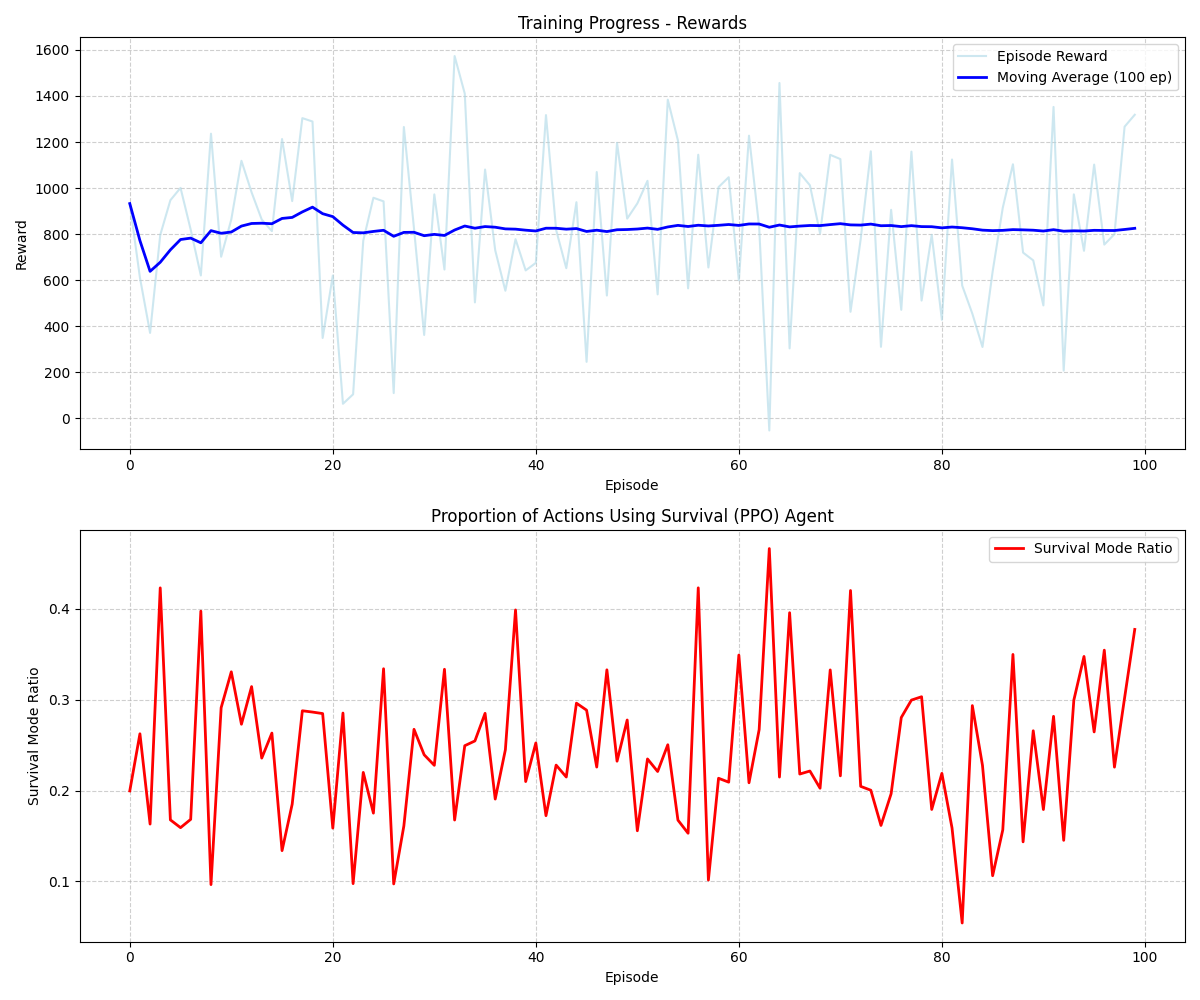 Training Progress - Rewards
Episode Reward
Moving Average (100 ep)
Reward
1600
1400
1200
1000
800
600
400
200
0
0 20 40 60 80 100
Episode
Proportion of Actions Using Survival (PPO) Agent
Survival Mode Ratio
Survival Mode Ratio
0.4
0.3
0.2
0.1
0 20 40 60 80 100
Episode